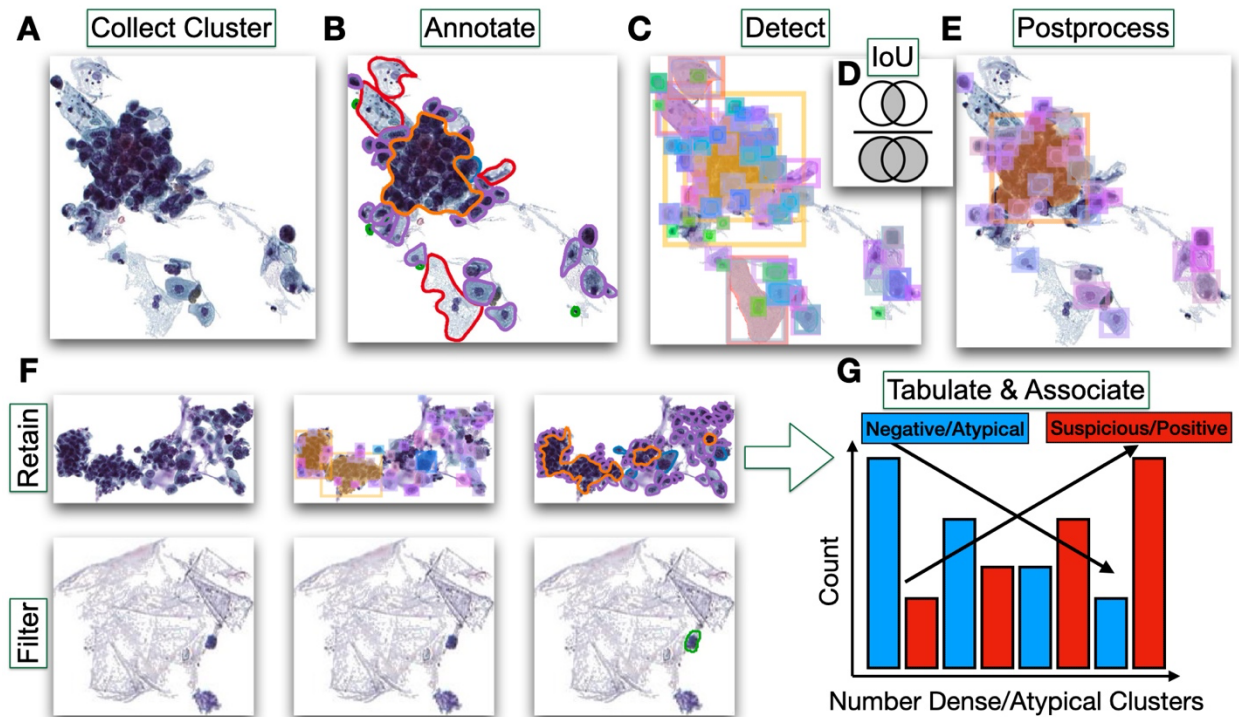 A
Collect Cluster
B
Annotate
C
Detect
D
IoU
E
Postprocess
F
Retain
Filter
G
Tabulate & Associate
Negative/Atypical
Suspicious/Positive
Count
Number Dense/Atypical Clusters